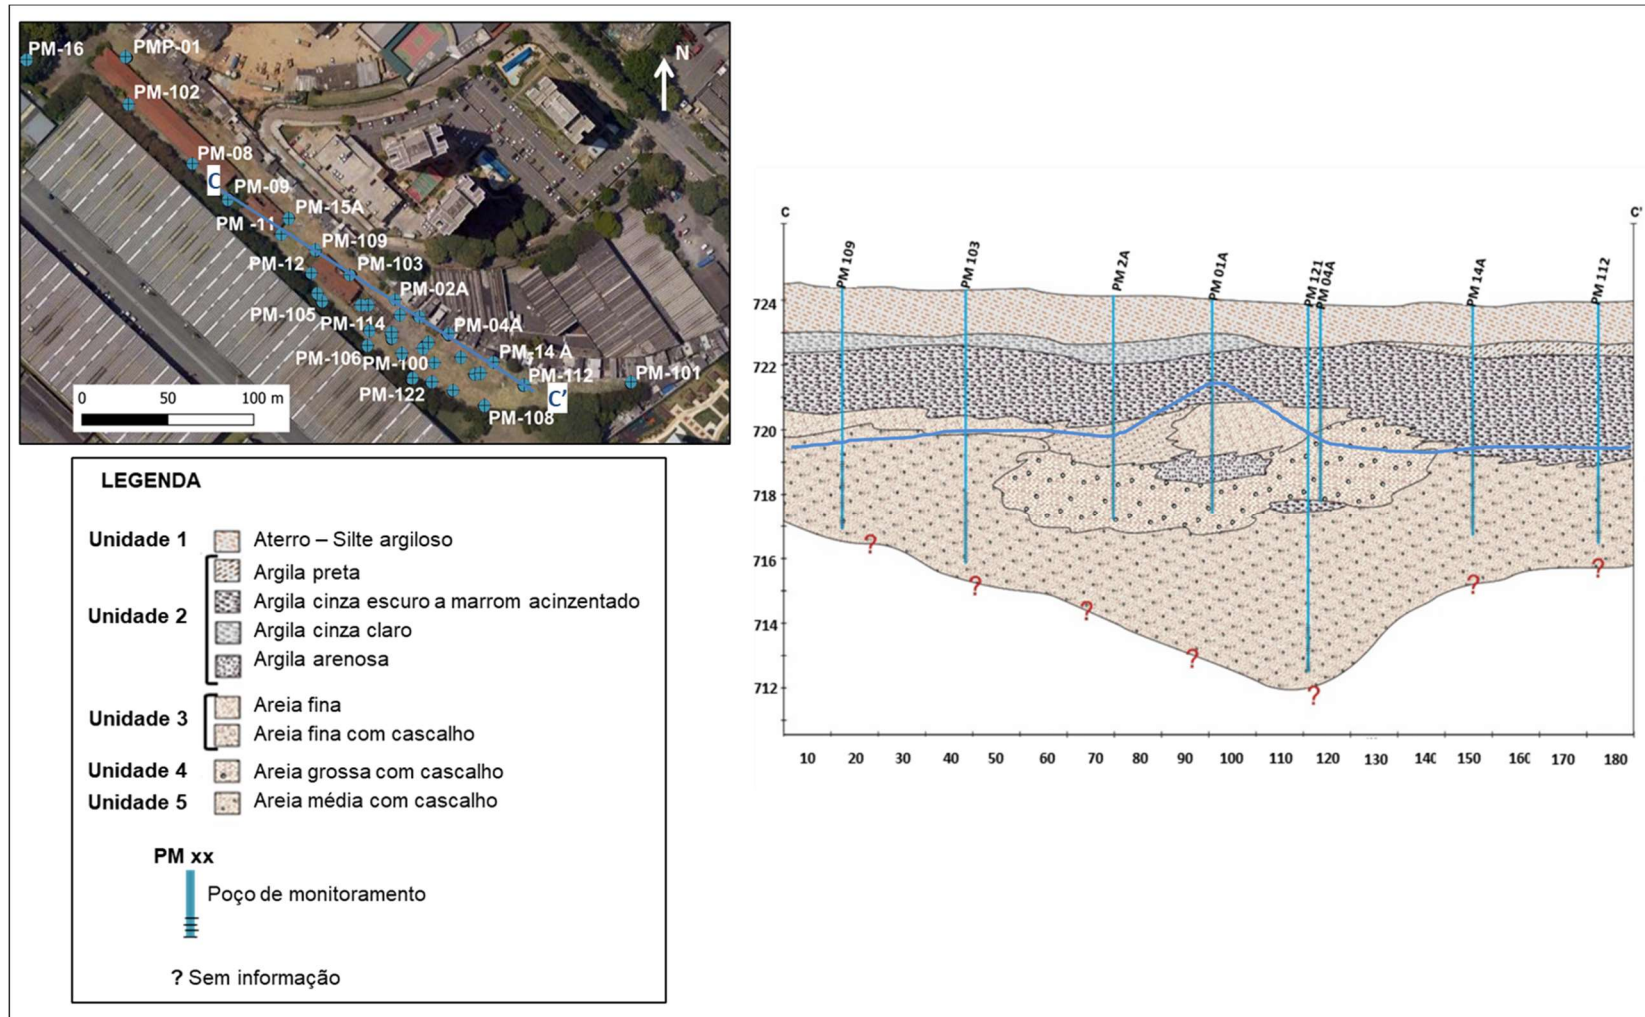 PM-16
PMP-01
N
PM-102
PM-08
C
PM-09
PM-15A
PM -11
PM-109
PM-12
PM-103
PM-02A
PM-105
PM-114
PM-04A
PM-106
PM-100
PM-14 A
PM-112
PM-101
PM-122
C'
PM-108
0 50 100 m
LEGENDA
Unidade 1
Aterro – Silte argiloso
Unidade 2
Argila preta
Argila cinza escuro a marrom acinzentado
Argila cinza claro
Argila arenosa
Unidade 3
Areia fina
Areia fina com cascalho
Unidade 4
Areia grossa com cascalho
Unidade 5
Areia média com cascalho
PM xx
Poço de monitoramento
? Sem informação
C
C'
PM 109
PM 103
PM 2A
PM 01A
PM 121
PM 04A
PM 14A
PM 112
724
722
720
718
716
714
712
? ? ? ? ? ? ?
10 20 30 40 50 60 70 80 90 100 110 120 130 140 150 160 170 180